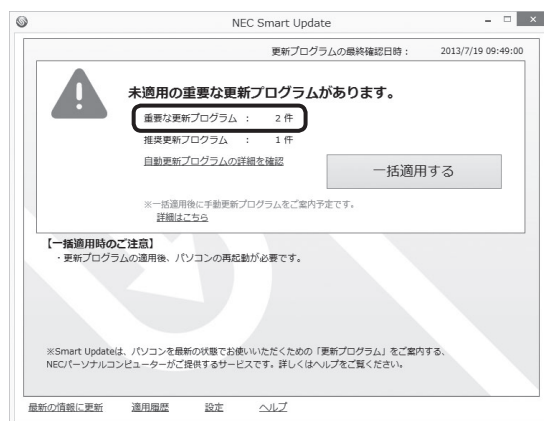 NEC Smart Update
更新プログラムの最終確認日時： 2013/7/19 09:49:00
未適用の重要な更新プログラムがあります。
重要な更新プログラム ： 2 件
推奨更新プログラム ： 1 件
自動更新プログラムの詳細を確認
一括適用する
※一括適用後に手動更新プログラムをご案内予定です。
詳細はこちら
【一括適用時のご注意】
・更新プログラムの適用後、パソコンの再起動が必要です。
※Smart Updateは、パソコンを最新の状態でお使いいただくための「更新プログラム」をご案内する、
NECパーソナルコンピューターがご提供するサービスです。詳しくはヘルプをご覧ください。
最新の情報に更新 適用履歴 設定 ヘルプ